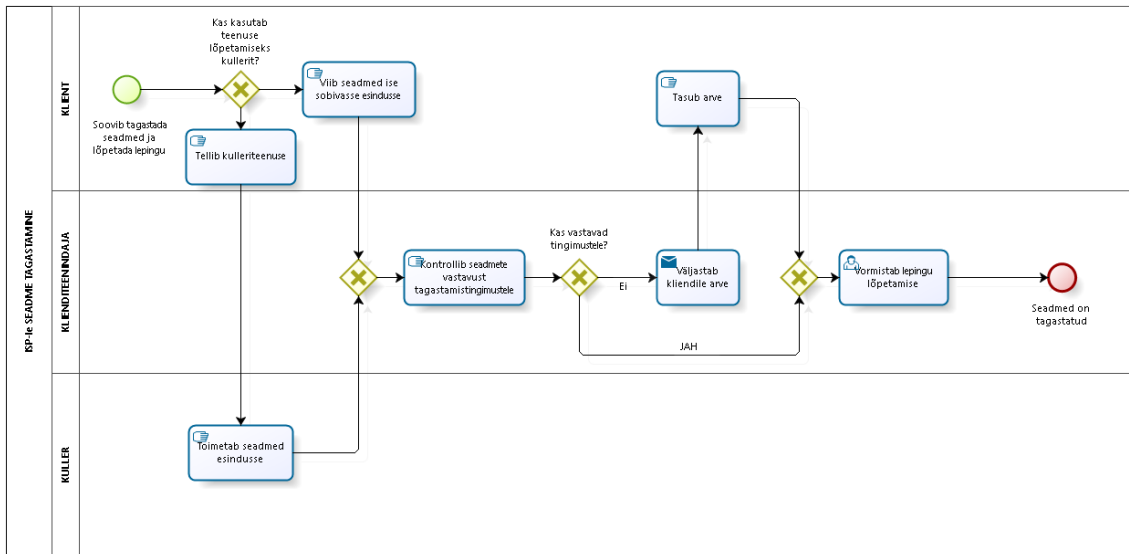 ISP-le SEADME TAGASTAMINE
KLIENT
Kas kasutab
teenuse
lõpetamiseks
kullerit?
Soovib tagastada
seadmed ja
lõpetada lepingu
Viib seadmed ise
sobivasse esindusse
Tellib kulleriteenuse
Tasub arve
KLIENDITEENINDAJA
Kontrollib seadmete
vastavust
tagastamistingimustele
Kas vastavad
tingimustele?
Ei
JAH
Väljastab
kliendile arve
Vormistab lepingu
lõpetamise
Seadmed on
tagastatud
KULLER
Toimetab seadmed
esindusse